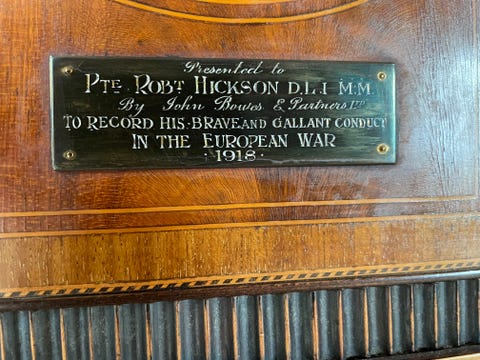 Presented to
PTE. ROBT HICKSON D.L.I M.M.
By John Bowes & Partners LTD
TO RECORD HIS BRAVE AND GALLANT CONDUCT
IN THE EUROPEAN WAR
· 1918 ·